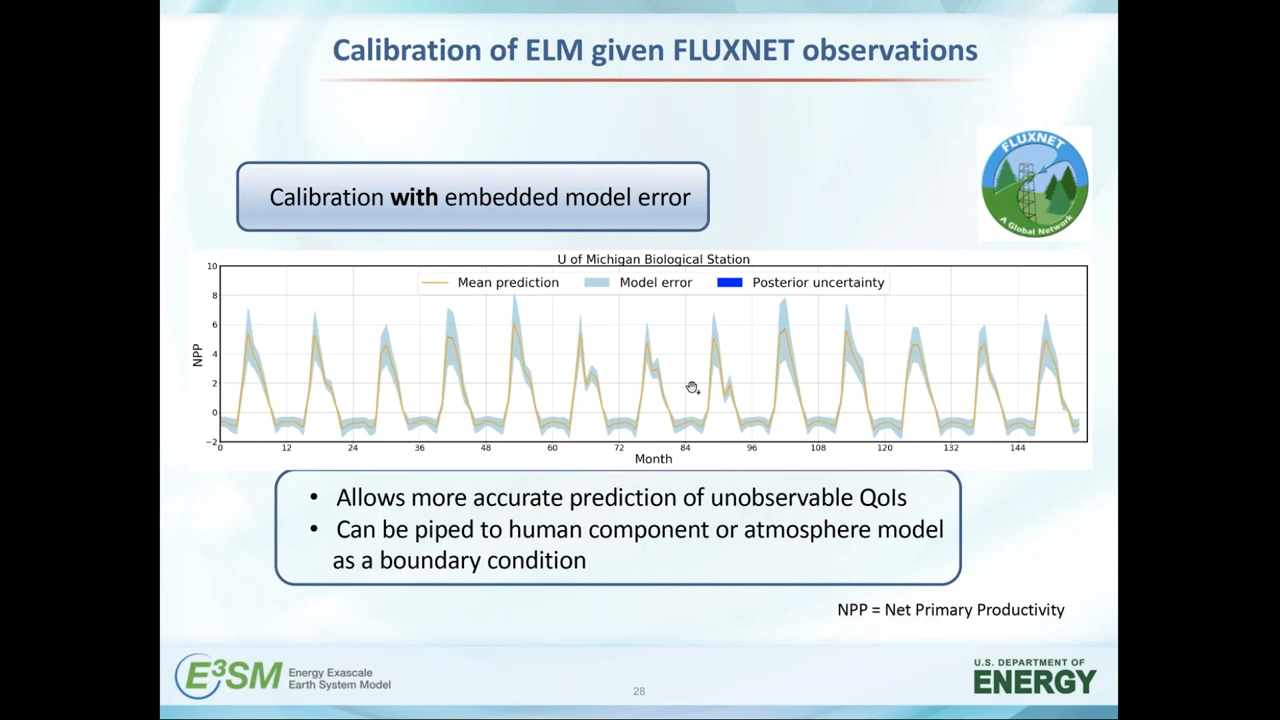 Calibration of ELM given FLUXNET observations
FLUXNET
A Global Network
Calibration with embedded model error
U of Michigan Biological Station
Mean prediction Model error Posterior uncertainty
10
8
6
4
2
0
−2
NPP
0 12 24 36 48 60 72 84 96 108 120 132 144
Month
• Allows more accurate prediction of unobservable QoIs
• Can be piped to human component or atmosphere model
as a boundary condition
NPP = Net Primary Productivity
E³SM Energy Exascale
Earth System Model
28
U.S. DEPARTMENT OF
ENERGY